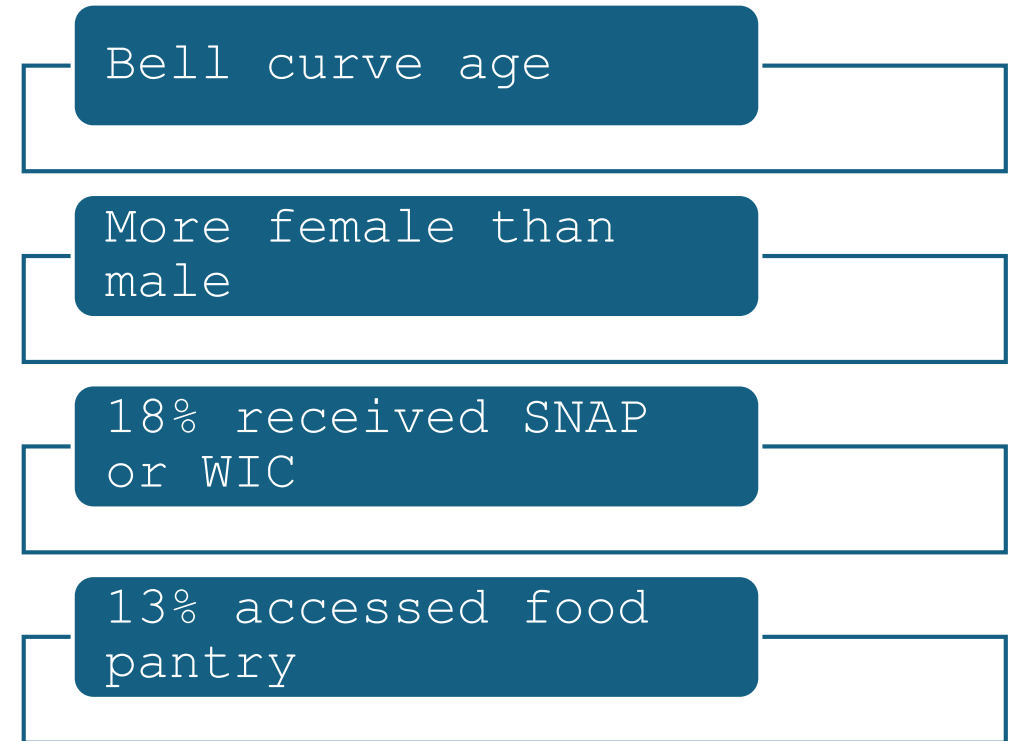 Bell curve age
More female than
male
18% received SNAP
or WIC
13% accessed food
pantry